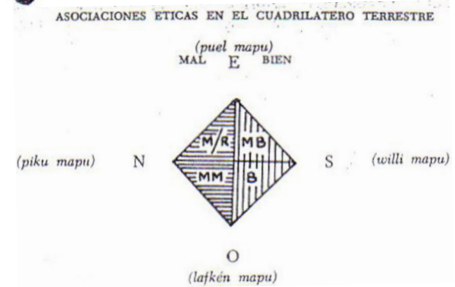 ASOCIACIONES ETICAS EN EL CUADRILATERO TERRESTRE
(puel mapu)
MAL E BIEN
M/R MB
(piku mapu) N S (willi mapu)
MM B
O
(lafkén mapu)